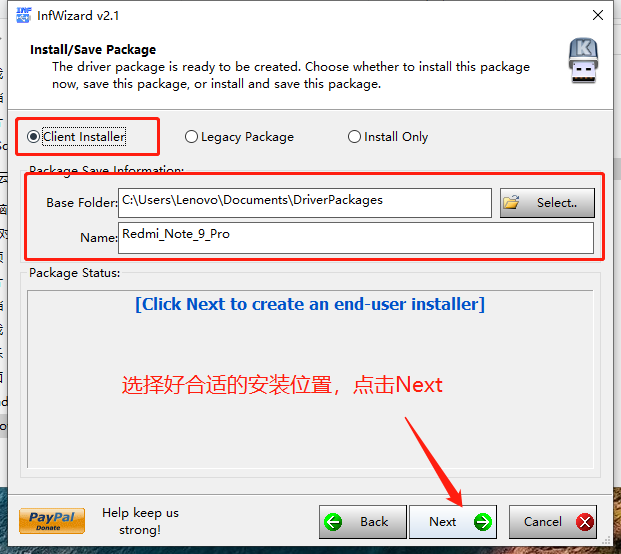 InfWizard v2.1
Install/Save Package
The driver package is ready to be created. Choose whether to install this package
now, save this package, or install and save this package.
Client Installer
Legacy Package
Install Only
Package Save Information:
Base Folder:
C:\Users\Lenovo\Documents\DriverPackages
Select..
Name:
Redmi_Note_9_Pro
Package Status:
[Click Next to create an end-user installer]
选择好合适的安装位置，点击Next
PayPal
Donate
Help keep us
strong!
Back
Next
Cancel